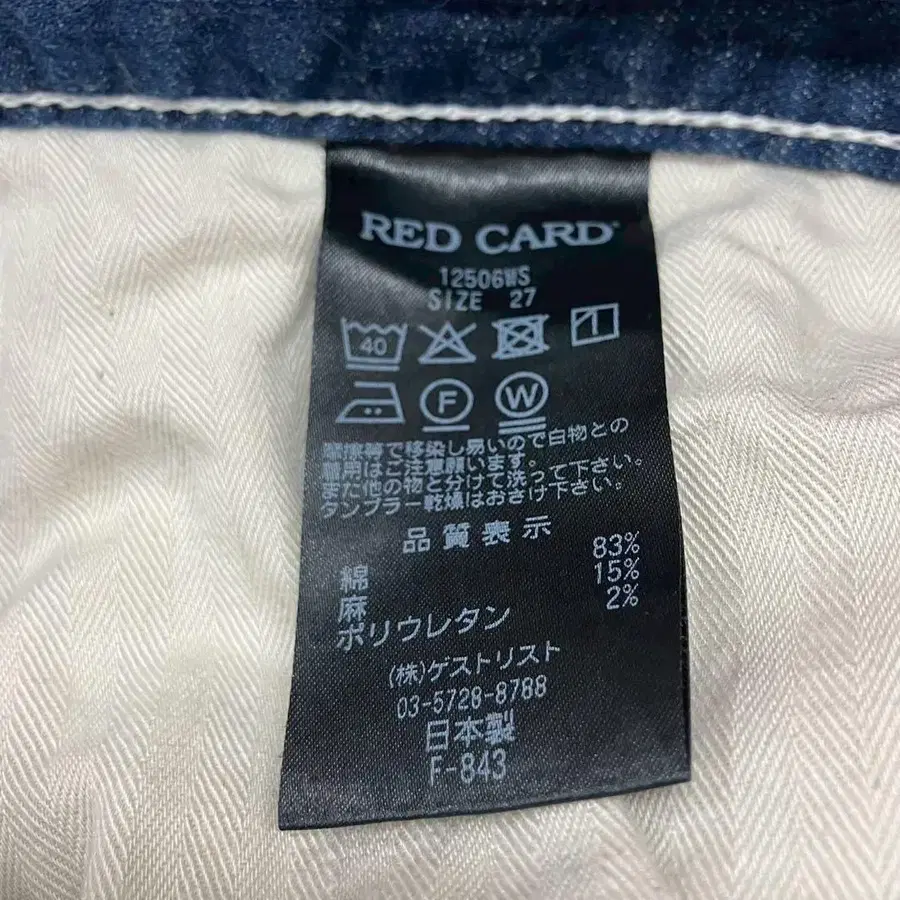 RED CARD
12506WS
SIZE 27
40
F W
摩擦等で移染し易いので白物との
着用はご注意願います。
また他の物と分けて洗って下さい。
タンブラー乾燥はおさけ下さい。
品質表示
綿 83%
麻 15%
ポリウレタン 2%
(株)ゲストリスト
03-5728-8788
日本製
F-843